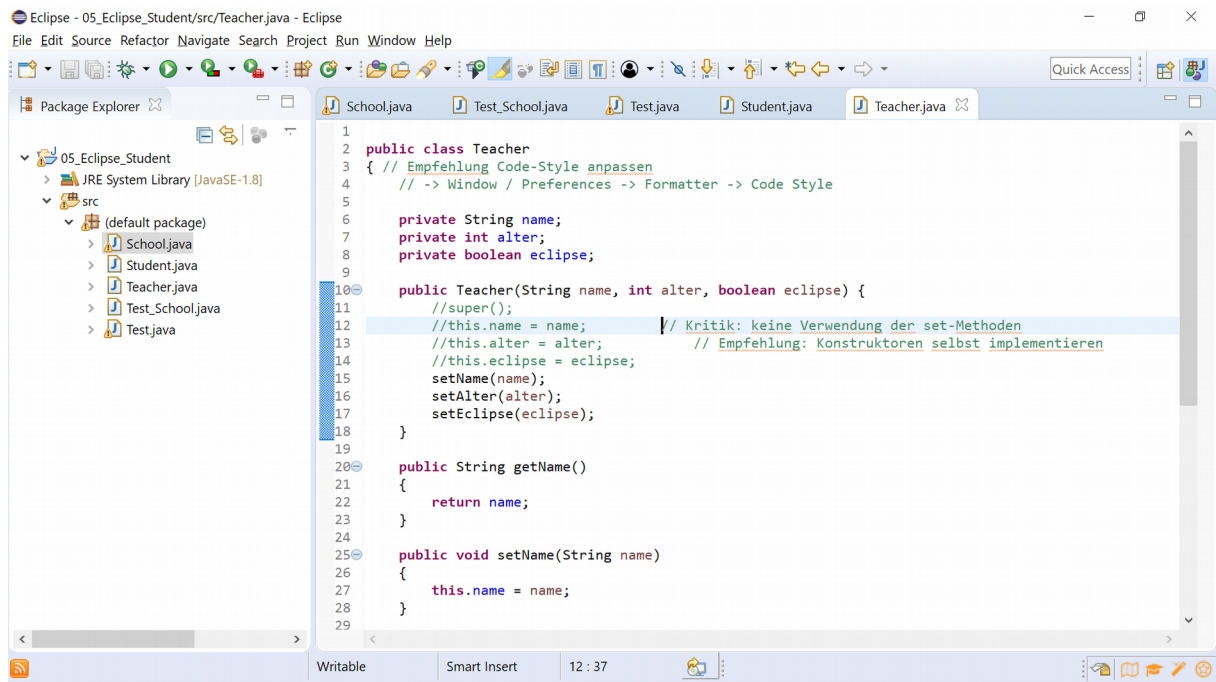 Eclipse - 05_Eclipse_Student/src/Teacher.java - Eclipse
File Edit Source Refactor Navigate Search Project Run Window Help
Quick Access
Package Explorer
School.java
Test_School.java
Test.java
Student.java
Teacher.java
05_Eclipse_Student
JRE System Library [JavaSE-1.8]
src
(default package)
School.java
Student.java
Teacher.java
Test_School.java
Test.java
1
2 public class Teacher
3 { // Empfehlung Code-Style anpassen
4     // -> Window / Preferences -> Formatter -> Code Style
5
6     private String name;
7     private int alter;
8     private boolean eclipse;
9
10     public Teacher(String name, int alter, boolean eclipse) {
11         //super();
12         //this.name = name;         // Kritik: keine Verwendung der set-Methoden
13         //this.alter = alter;           // Empfehlung: Konstruktoren selbst implementieren
14         //this.eclipse = eclipse;
15         setName(name);
16         setAlter(alter);
17         setEclipse(eclipse);
18     }
19
20     public String getName()
21     {
22         return name;
23     }
24
25     public void setName(String name)
26     {
27         this.name = name;
28     }
29
Writable
Smart Insert
12 : 37